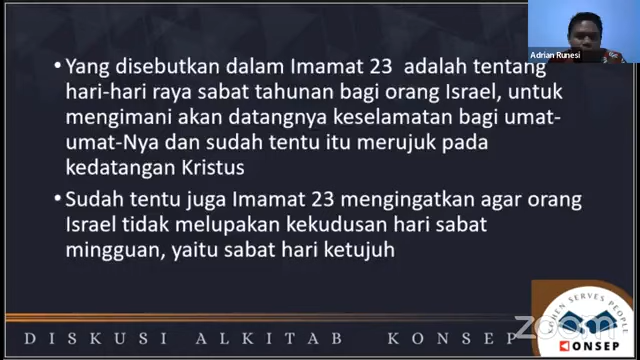 Adrian Runesi
• Yang disebutkan dalam Imamat 23 adalah tentang
hari-hari raya sabat tahunan bagi orang Israel, untuk
mengimani akan datangnya keselamatan bagi umat-
umat-Nya dan sudah tentu itu merujuk pada
kedatangan Kristus
• Sudah tentu juga Imamat 23 mengingatkan agar orang
Israel tidak melupakan kekudusan hari sabat
mingguan, yaitu sabat hari ketujuh
DISKUSI ALKITAB KONSEP
SERVES PEOPLE
zoom
KONSEP